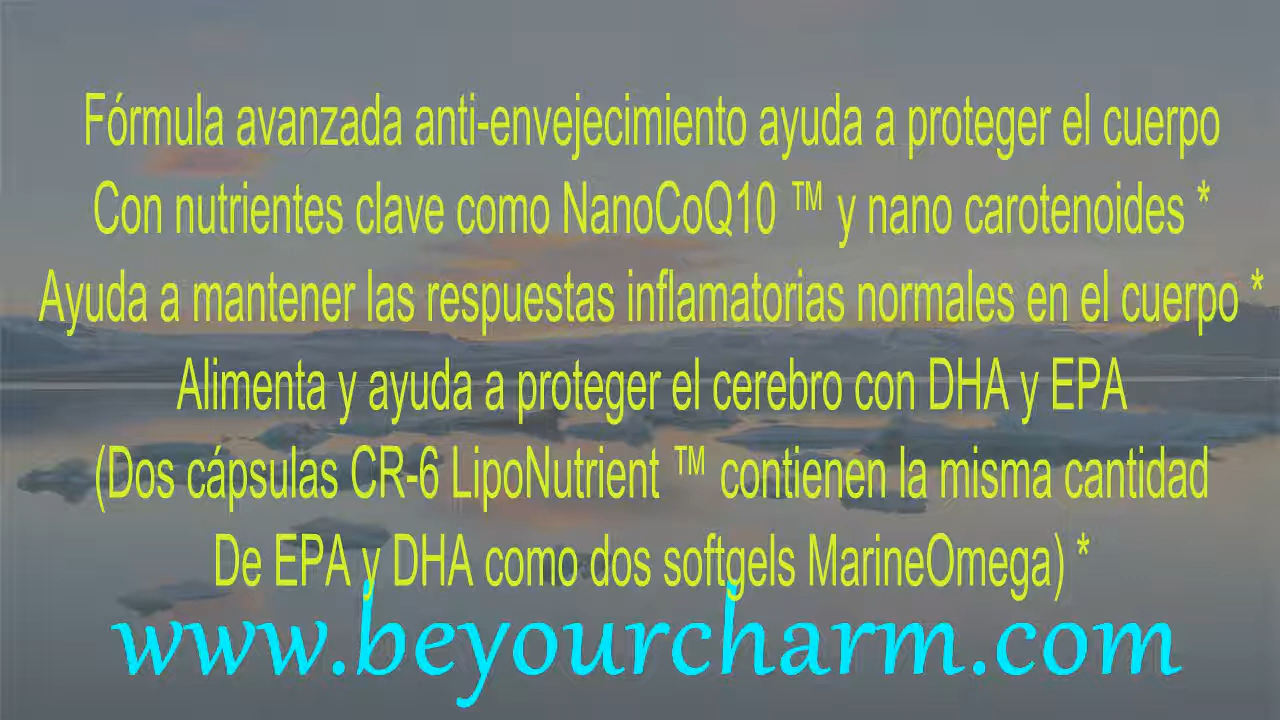 Fórmula avanzada anti-envejecimiento ayuda a proteger el cuerpo
Con nutrientes clave como NanoCoQ10 ™ y nano carotenoides *
Ayuda a mantener las respuestas inflamatorias normales en el cuerpo *
Alimenta y ayuda a proteger el cerebro con DHA y EPA
(Dos cápsulas CR-6 LipoNutrient ™ contienen la misma cantidad
De EPA y DHA como dos softgels MarineOmega) *
www.beyourcharm.com